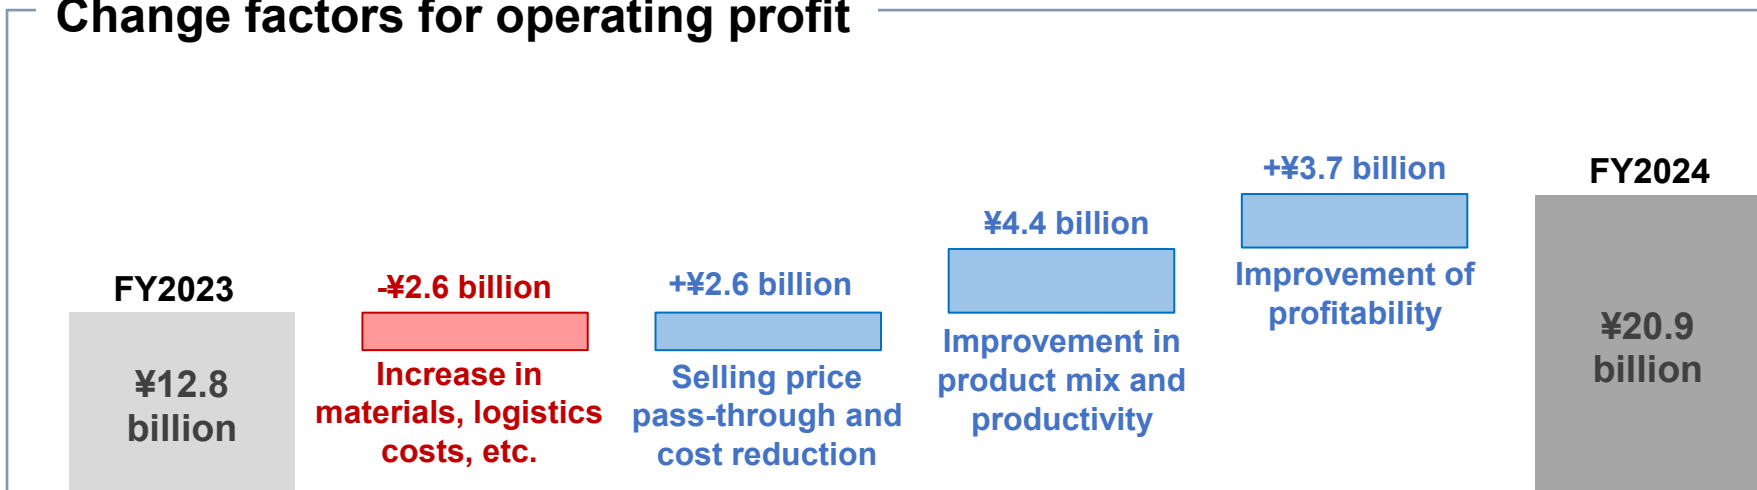 Change factors for operating profit
FY2023
¥12.8
billion
-¥2.6 billion
Increase in
materials, logistics
costs, etc.
+¥2.6 billion
Selling price
pass-through and
cost reduction
¥4.4 billion
Improvement in
product mix and
productivity
+¥3.7 billion
Improvement of
profitability
FY2024
¥20.9
billion